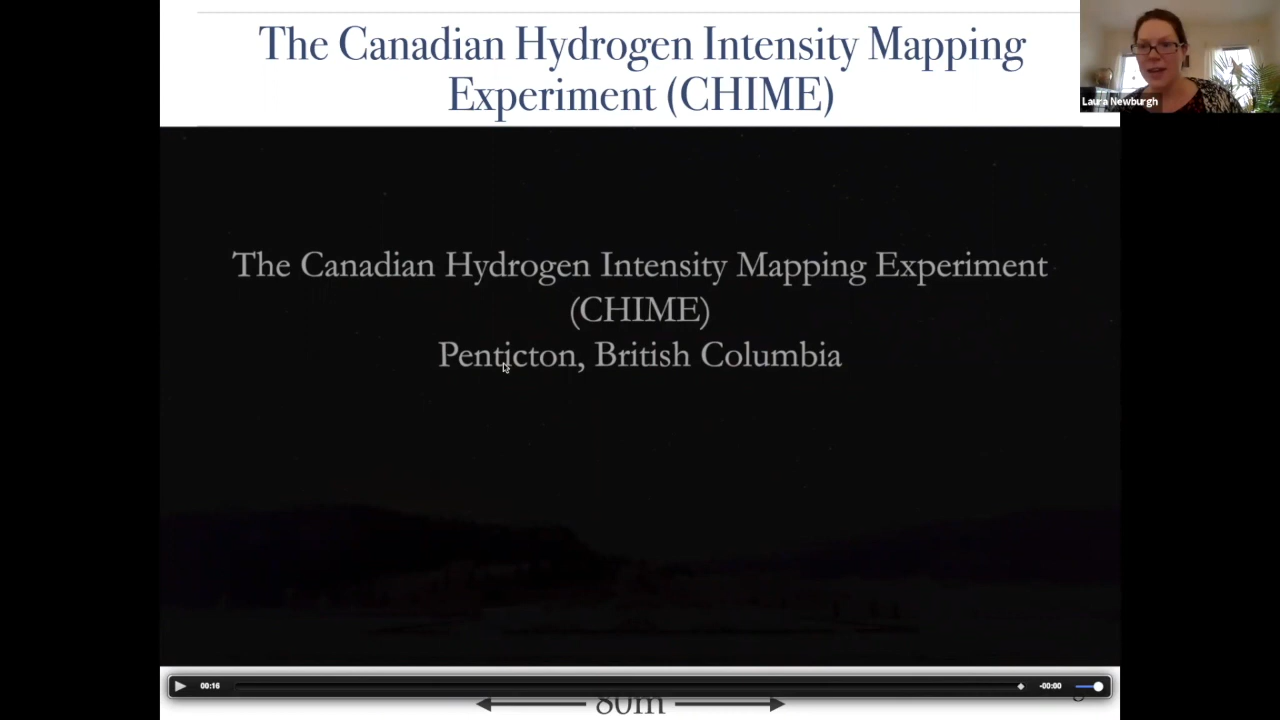 The Canadian Hydrogen Intensity Mapping
Experiment (CHIME)
Laura Newburgh
The Canadian Hydrogen Intensity Mapping Experiment
(CHIME)
Penticton, British Columbia
00:16
-00:00
80m